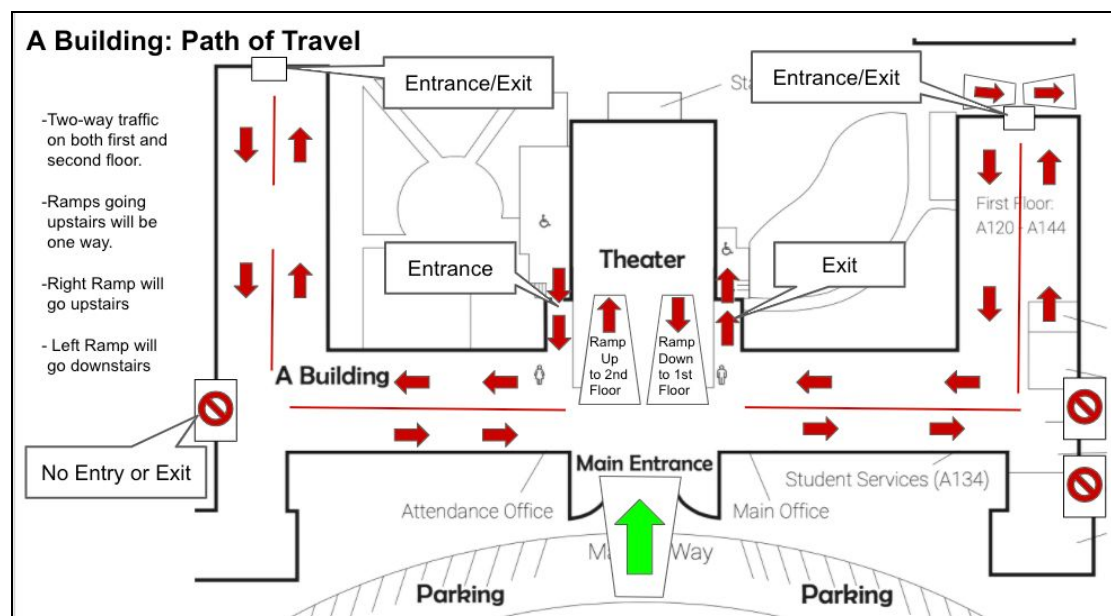 A Building: Path of Travel
Entrance/Exit
Entrance/Exit
-Two-way traffic
on both first and
second floor.
-Ramps going
upstairs will be
one way.
-Right Ramp will
go upstairs
- Left Ramp will
go downstairs
First Floor:
A120 - A144
Entrance
Theater
Exit
Ramp
Up
to 2nd
Floor
Ramp
Down
to 1st
Floor
A Building
No Entry or Exit
Main Entrance
Student Services (A134)
Attendance Office
Main Office
Way
Parking
Parking